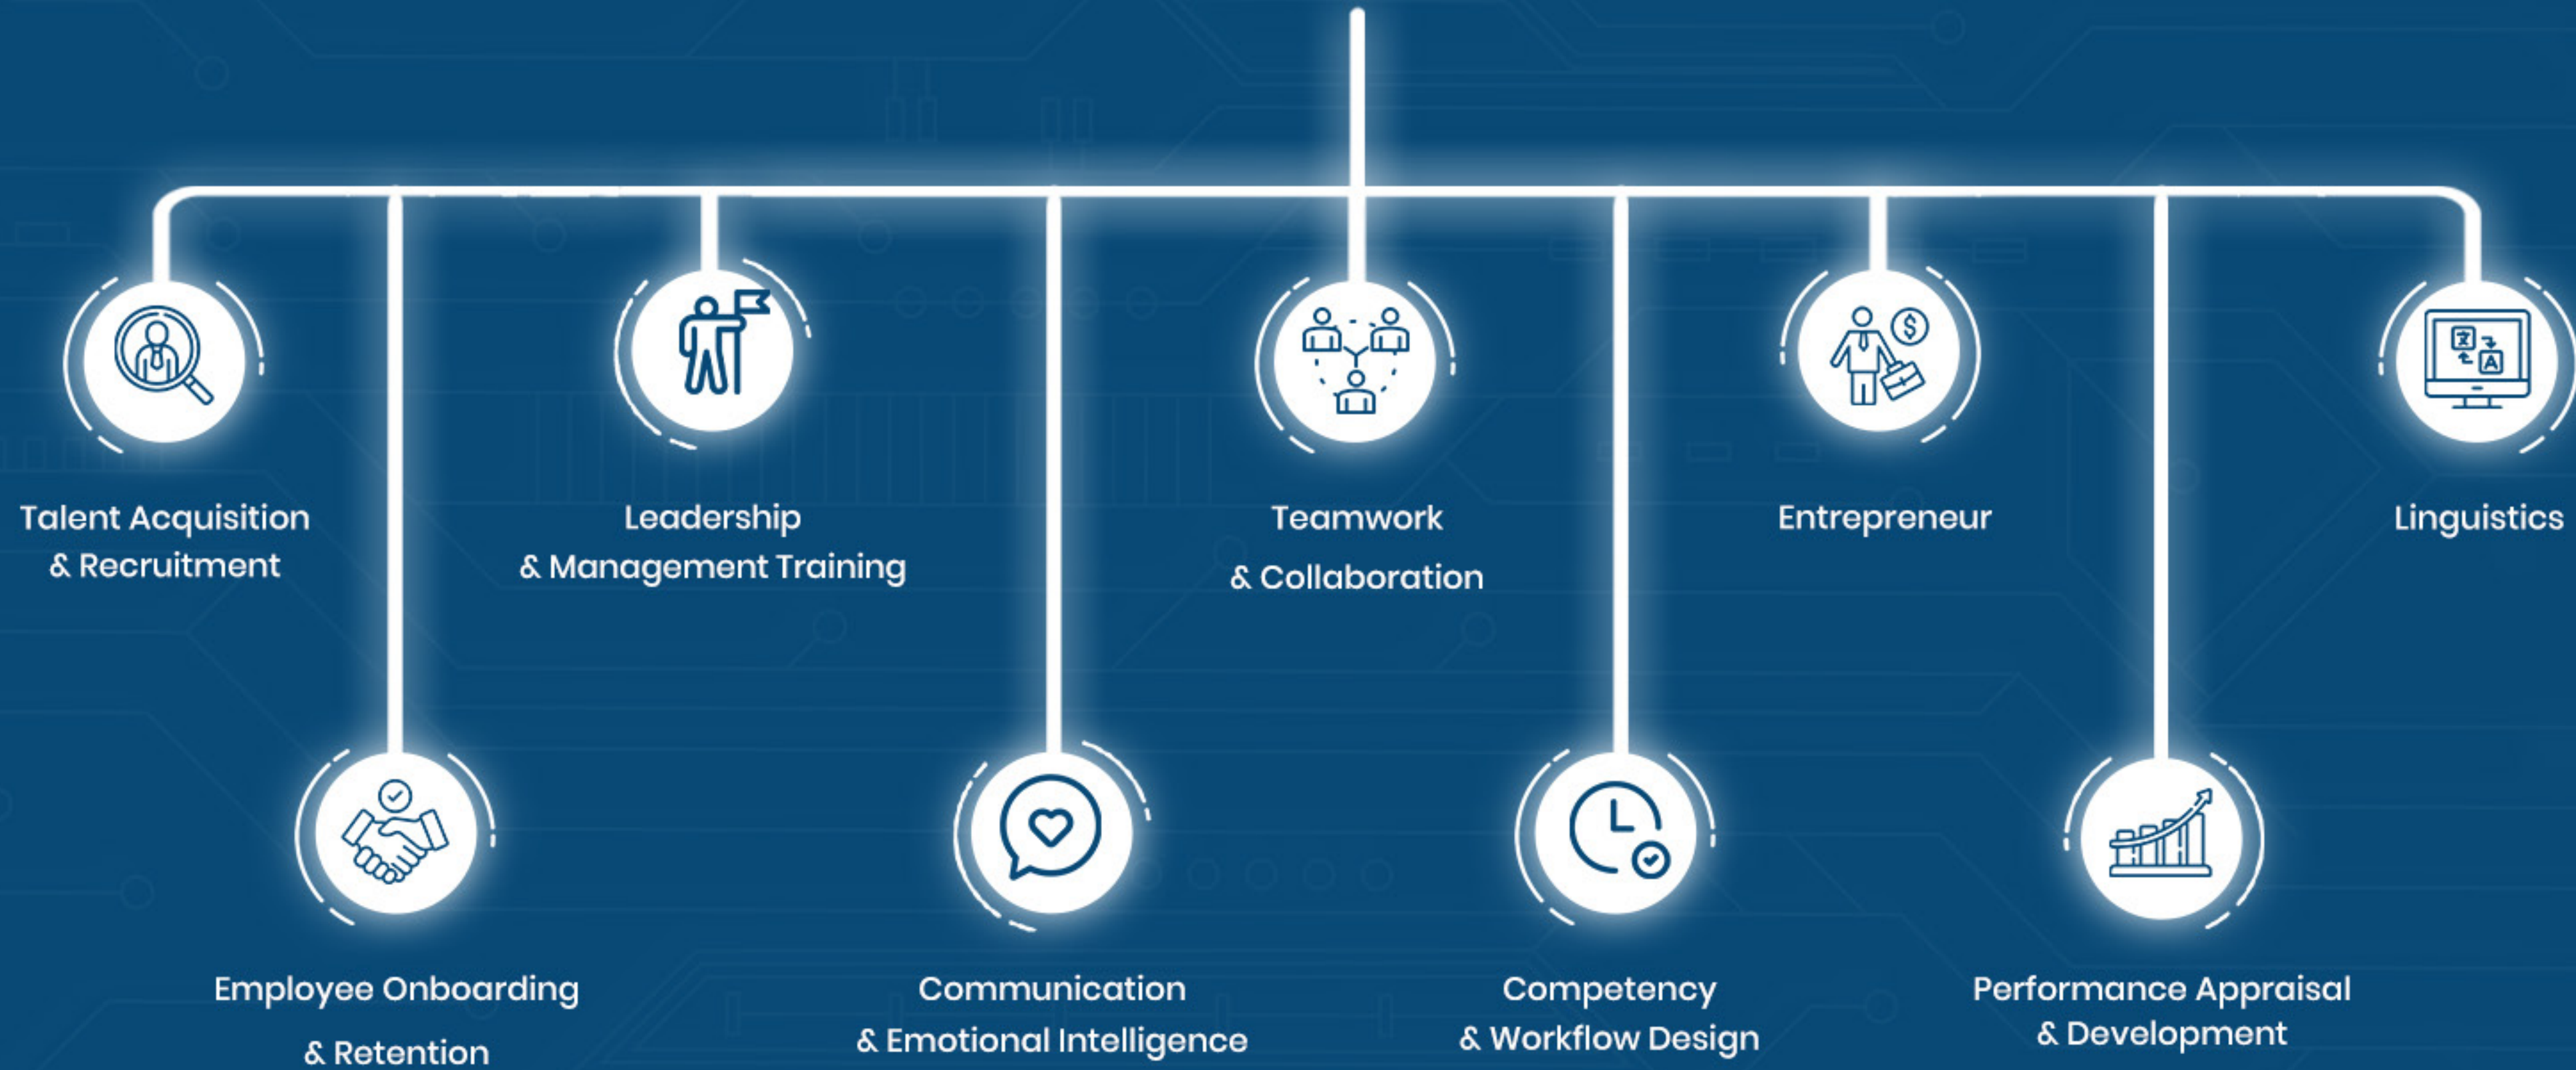 Talent Acquisition
& Recruitment
Leadership
& Management Training
Teamwork
& Collaboration
Entrepreneur
Linguistics
Employee Onboarding
& Retention
Communication
& Emotional Intelligence
Competency
& Workflow Design
Performance Appraisal
& Development